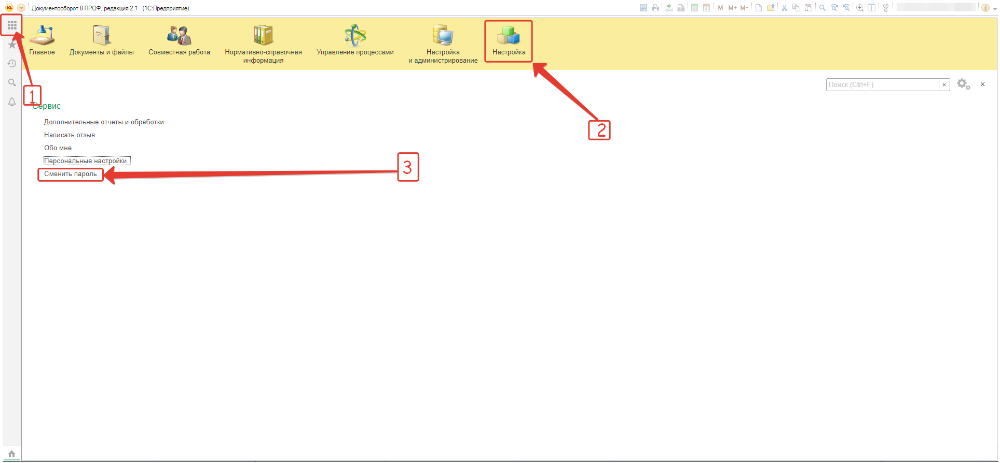 Документооборот 8 ПРОФ, редакция 2.1 (1С:Предприятие)
M M+ M-
Главное
Документы и файлы
Совместная работа
Нормативно-справочная
информация
Управление процессами
Настройка
и администрирование
Настройка
Поиск (Ctrl+F)
1
Сервис
2
Дополнительные отчеты и обработки
Написать отзыв
Обо мне
Персональные настройки
3
Сменить пароль